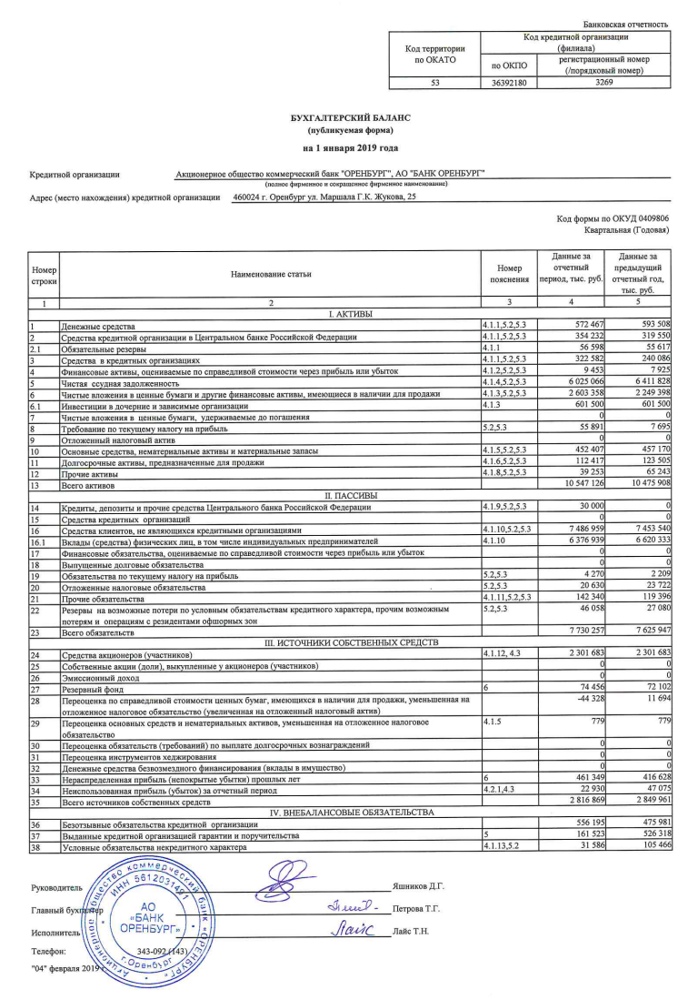 Банковская отчетность
Код территории по ОКАТО
Код кредитной организации (филиала)
по ОКПО
регистрационный номер (/порядковый номер)
53 36392180 3269
БУХГАЛТЕРСКИЙ БАЛАНС
(публикуемая форма)
на 1 января 2019 года
Кредитной организации Акционерное общество коммерческий банк "ОРЕНБУРГ", АО "БАНК ОРЕНБУРГ"
(полное фирменное и сокращенное фирменное наименование)
Адрес (место нахождения) кредитной организации 460024 г. Оренбург ул. Маршала Г.К. Жукова, 25
Код формы по ОКУД 0409806
Квартальная (Годовая)
Номер строки Наименование статьи Номер пояснения Данные за отчетный период, тыс. руб. Данные за предыдущий отчетный год, тыс. руб.
1 2 3 4 5
I. АКТИВЫ
1 Денежные средства 4.1.1,5.2,5.3 572 467 593 508
2 Средства кредитной организации в Центральном банке Российской Федерации 4.1.1,5.2,5.3 354 232 319 550
2.1 Обязательные резервы 4.1.1 56 598 55 617
3 Средства в кредитных организациях 4.1.1,5.2,5.3 322 582 240 086
4 Финансовые активы, оцениваемые по справедливой стоимости через прибыль или убыток 4.1.2,5.2,5.3 9 453 7 925
5 Чистая ссудная задолженность 4.1.4,5.2,5.3 6 025 066 6 411 828
6 Чистые вложения в ценные бумаги и другие финансовые активы, имеющиеся в наличии для продажи 4.1.3,5.2,5.3 2 603 358 2 249 398
6.1 Инвестиции в дочерние и зависимые организации 4.1.3 601 500 601 500
7 Чистые вложения в ценные бумаги, удерживаемые до погашения 0 0
8 Требование по текущему налогу на прибыль 5.2,5.3 55 891 7 695
9 Отложенный налоговый актив 0 0
10 Основные средства, нематериальные активы и материальные запасы 4.1.5,5.2,5.3 452 407 457 170
11 Долгосрочные активы, предназначенные для продажи 4.1.6,5.2,5.3 112 417 123 505
12 Прочие активы 4.1.8,5.2,5.3 39 253 65 243
13 Всего активов 10 547 126 10 475 908
II. ПАССИВЫ
14 Кредиты, депозиты и прочие средства Центрального банка Российской Федерации 4.1.9,5.2,5.3 30 000 0
15 Средства кредитных организаций 0 0
16 Средства клиентов, не являющихся кредитными организациями 4.1.10,5.2,5.3 7 486 959 7 453 540
16.1 Вклады (средства) физических лиц, в том числе индивидуальных предпринимателей 4.1.10 6 376 939 6 620 333
17 Финансовые обязательства, оцениваемые по справедливой стоимости через прибыль или убыток 0 0
18 Выпущенные долговые обязательства 0 0
19 Обязательства по текущему налогу на прибыль 5.2,5.3 4 270 2 209
20 Отложенные налоговые обязательства 5.2,5.3 20 630 23 722
21 Прочие обязательства 4.1.11,5.2,5.3 142 340 119 396
22 Резервы на возможные потери по условным обязательствам кредитного характера, прочим возможным 5.2,5.3 46 058 27 080
потерям и операциям с резидентами офшорных зон
23 Всего обязательств 7 730 257 7 625 947
III. ИСТОЧНИКИ СОБСТВЕННЫХ СРЕДСТВ
24 Средства акционеров (участников) 4.1.12, 4.3 2 301 683 2 301 683
25 Собственные акции (доли), выкупленные у акционеров (участников) 0 0
26 Эмиссионный доход 0 0
27 Резервный фонд 6 74 456 72 102
28 Переоценка по справедливой стоимости ценных бумаг, имеющихся в наличии для продажи, уменьшенная на -44 328 11 694
отложенное налоговое обязательство (увеличенная на отложенный налоговый актив)
29 Переоценка основных средств и нематериальных активов, уменьшенная на отложенное налоговое 4.1.5 779 779
обязательство
30 Переоценка обязательств (требований) по выплате долгосрочных вознаграждений 0 0
31 Переоценка инструментов хеджирования 0 0
32 Денежные средства безвозмездного финансирования (вклады в имущество) 0 0
33 Нераспределенная прибыль (непокрытые убытки) прошлых лет 6 461 349 416 628
34 Неиспользованная прибыль (убыток) за отчетный период 4.2.1,4.3 22 930 47 075
35 Всего источников собственных средств 2 816 869 2 849 961
IV. ВНЕБАЛАНСОВЫЕ ОБЯЗАТЕЛЬСТВА
36 Безотзывные обязательства кредитной организации 556 195 475 981
37 Выданные кредитной организацией гарантии и поручительства 5 161 523 526 318
38 Условные обязательства некредитного характера 4.1.13,5.2 31 586 105 466
Руководитель Яшников Д.Г.
Главный бухгалтер Петрова Т.Г.
Исполнитель Лайс Лайс Т.Н.
Телефон: 343-092 (143)
"04" февраля 2019 г.
Акционерное общество коммерческий банк «ОРЕНБУРГ»
ИНН 5612031491
АО
«БАНК
ОРЕНБУРГ»
г.Оренбург